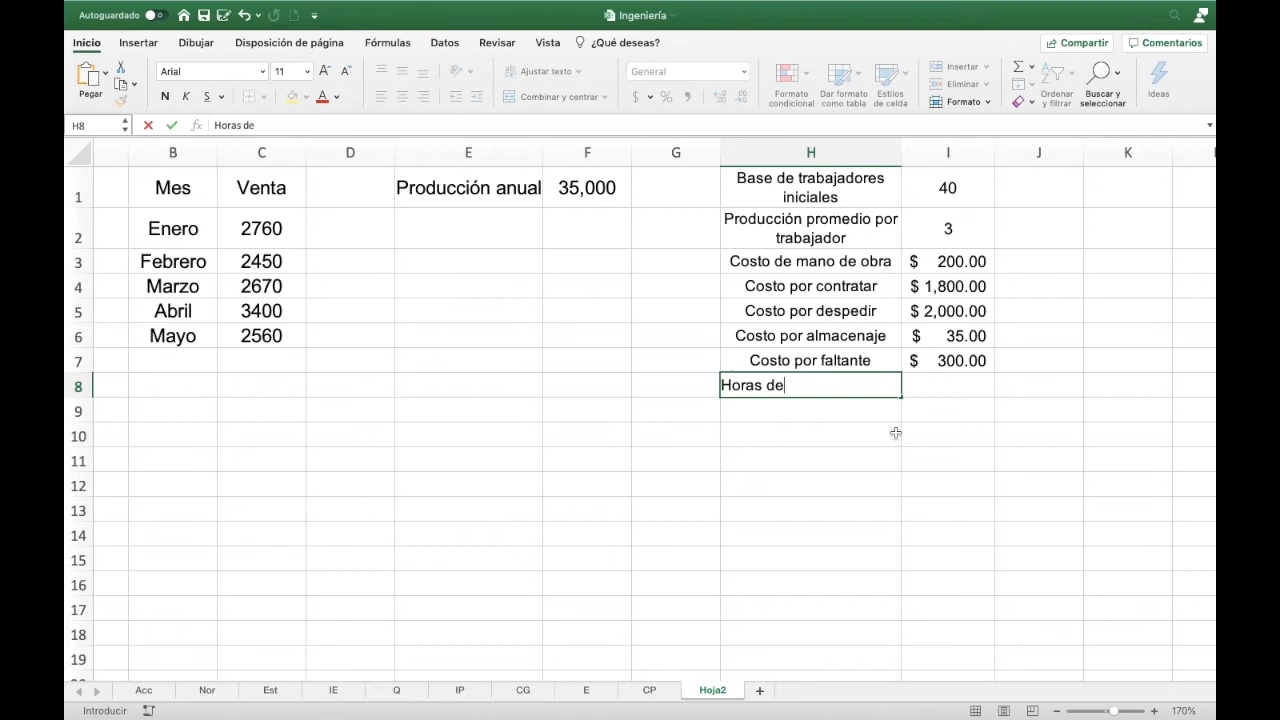 Autoguardado
Ingeniería
Inicio Insertar Dibujar Disposición de página Fórmulas Datos Revisar Vista ¿Qué deseas? Compartir Comentarios
Pegar
Arial 11
N K S A
Ajustar texto
Combinar y centrar
General
$ % 000
Formato condicional
Dar formato como tabla
Estilos de celda
Insertar
Eliminar
Formato
Ordenar y filtrar
Buscar y seleccionar
Ideas
H8 fx Horas de
B C D E F G H I J K
1 Mes Venta Producción anual 35,000 Base de trabajadores iniciales 40
2 Enero 2760 Producción promedio por trabajador 3
3 Febrero 2450 Costo de mano de obra $ 200.00
4 Marzo 2670 Costo por contratar $ 1,800.00
5 Abril 3400 Costo por despedir $ 2,000.00
6 Mayo 2560 Costo por almacenaje $ 35.00
7 Costo por faltante $ 300.00
8 Horas de
9
10
11
12
13
14
15
16
17
18
19
Acc Nor Est IE Q IP CG E CP Hoja2
Introducir 170%